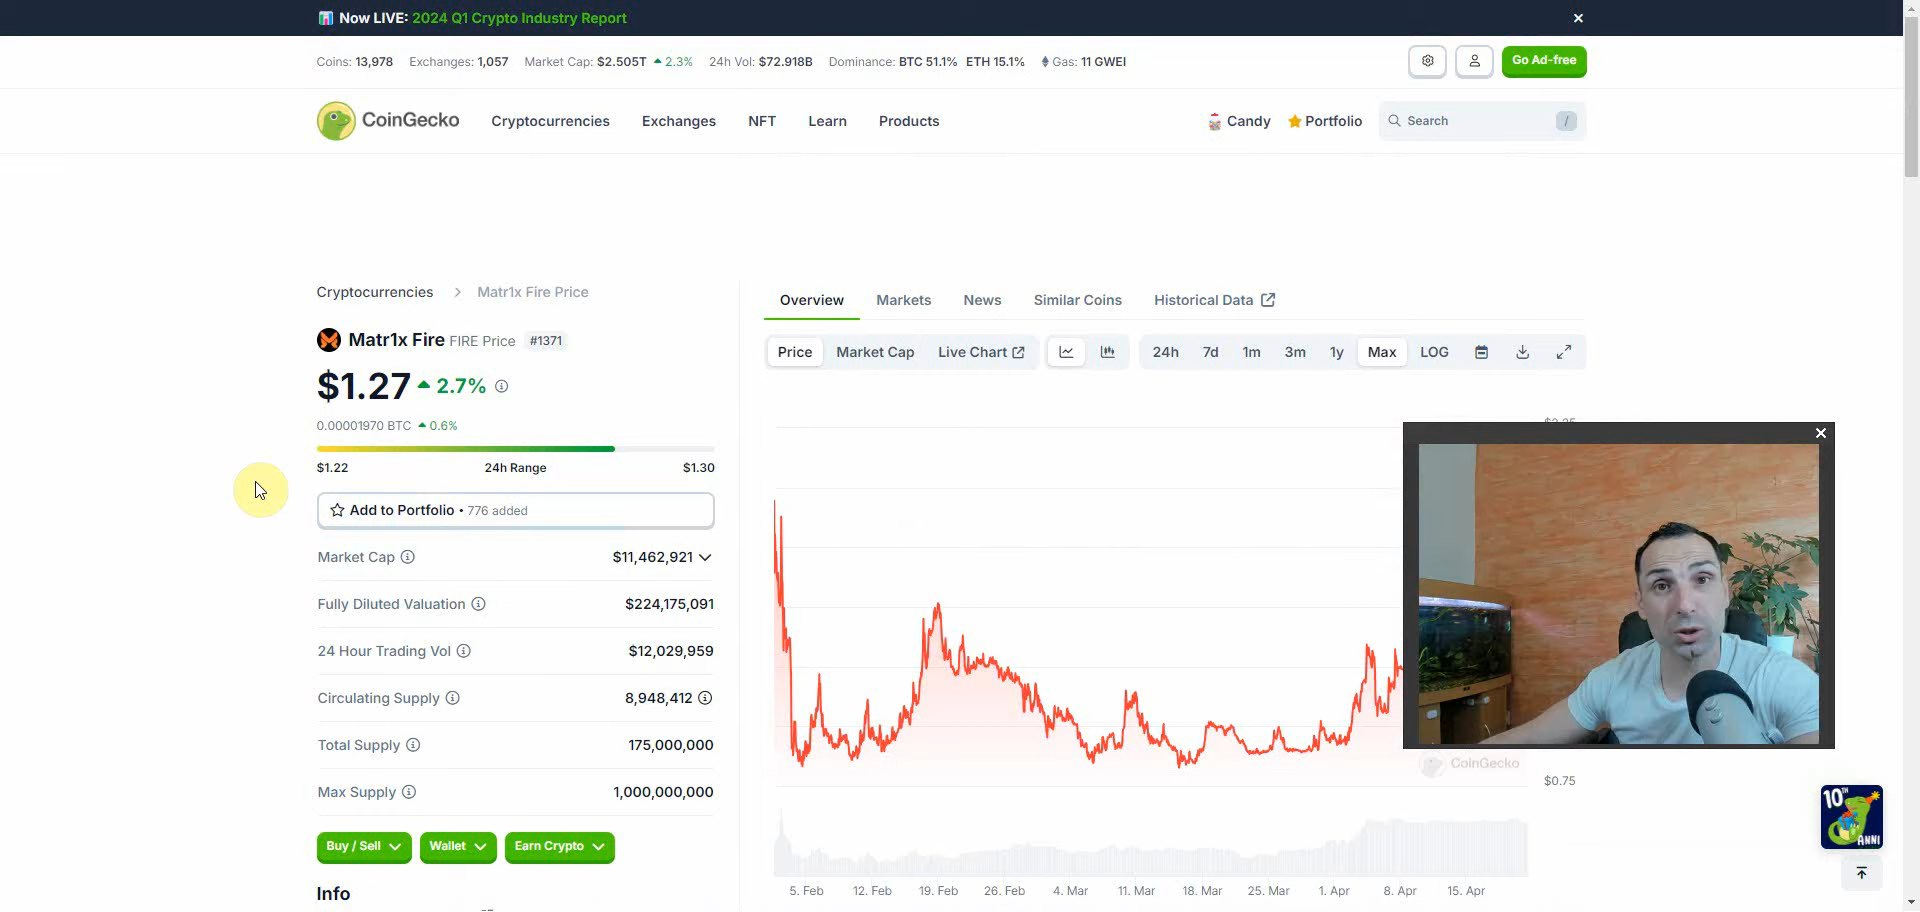 Now LIVE: 2024 Q1 Crypto Industry Report
Coins: 13,978 Exchanges: 1,057 Market Cap: $2.505T 2.3% 24h Vol: $72.918B Dominance: BTC 51.1% ETH 15.1% Gas: 11 GWEI
Go Ad-free
CoinGecko Cryptocurrencies Exchanges NFT Learn Products Candy Portfolio Search /
Cryptocurrencies > Matr1x Fire Price
Matr1x Fire FIRE Price #1371
$1.27 2.7%
0.00001970 BTC 0.6%
$1.22 24h Range $1.30
Add to Portfolio • 776 added
Market Cap $11,462,921
Fully Diluted Valuation $224,175,091
24 Hour Trading Vol $12,029,959
Circulating Supply 8,948,412
Total Supply 175,000,000
Max Supply 1,000,000,000
Buy / Sell Wallet Earn Crypto
Info
Overview Markets News Similar Coins Historical Data
Price Market Cap Live Chart 24h 7d 1m 3m 1y Max LOG
CoinGecko
$0.75
5. Feb 12. Feb 19. Feb 26. Feb 4. Mar 11. Mar 18. Mar 25. Mar 1. Apr 8. Apr 15. Apr
10TH
ANNI